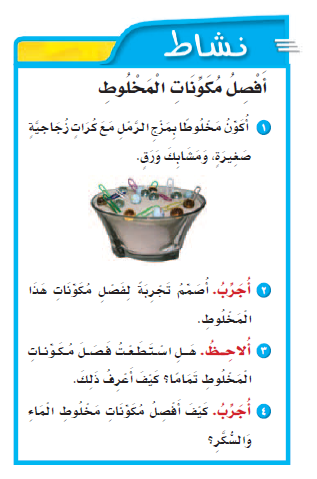 نشاط
أَفْصِلُ مُكَوِّنَاتِ الْمَخْلُوطِ
١ أُكَوِّنُ مَخْلُوطًا بِمَزْجِ الرَّمْلِ مَعَ كُرَاتٍ زُجَاجِيَّةٍ
صَغِيرَةٍ، وَمَشَابِكَ وَرَقٍ.
٢ أُجَرِّبُ. أُصَمِّمُ تَجْرِبَةً لِفَصْلِ مُكَوِّنَاتِ هَذَا
الْمَخْلُوطِ.
٣ أُلَاحِظُ. هَلِ اسْتَطَعْتُ فَصْلَ مُكَوِّنَاتِ
الْمَخْلُوطِ تَمَامًا؟ كَيْفَ أَعْرِفُ ذَلِكَ.
٤ أُجَرِّبُ. كَيْفَ أَفْصِلُ مُكَوِّنَاتِ مَخْلُوطِ الْمَاءِ
وَالسُّكَّرِ؟